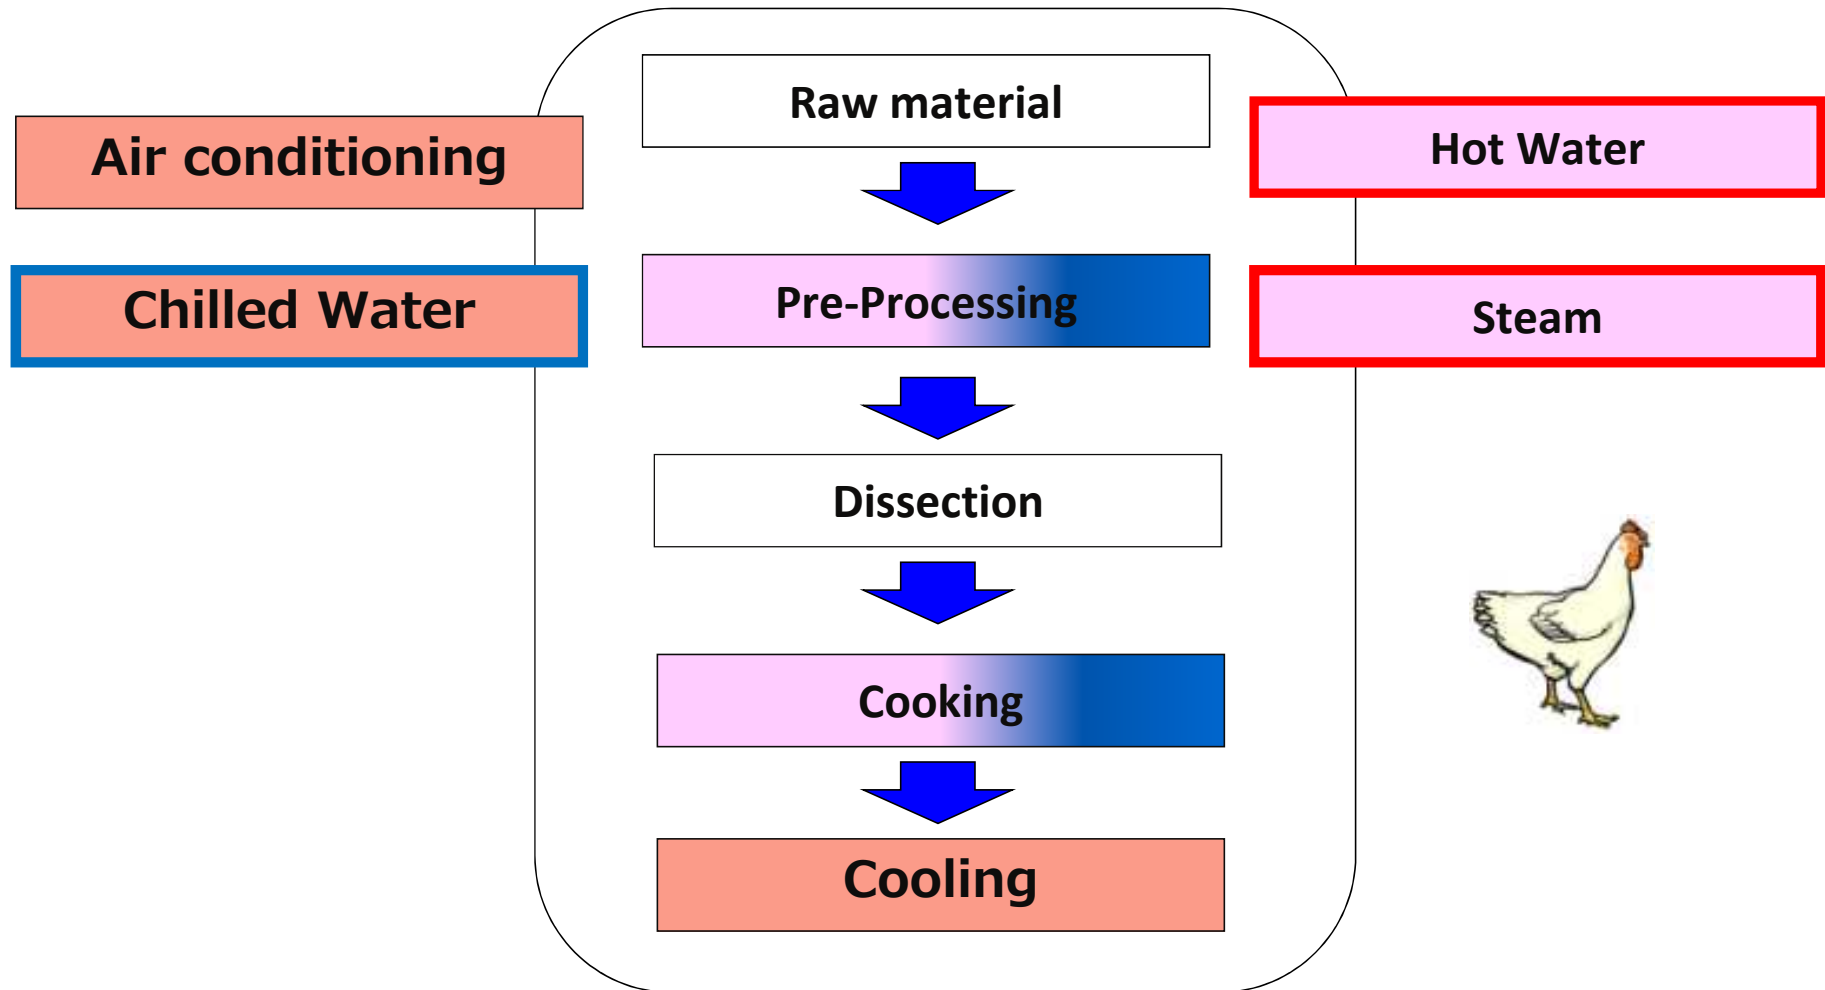 Raw material
Air conditioning
Hot Water
Chilled Water
Pre-Processing
Steam
Dissection
Cooking
Cooling